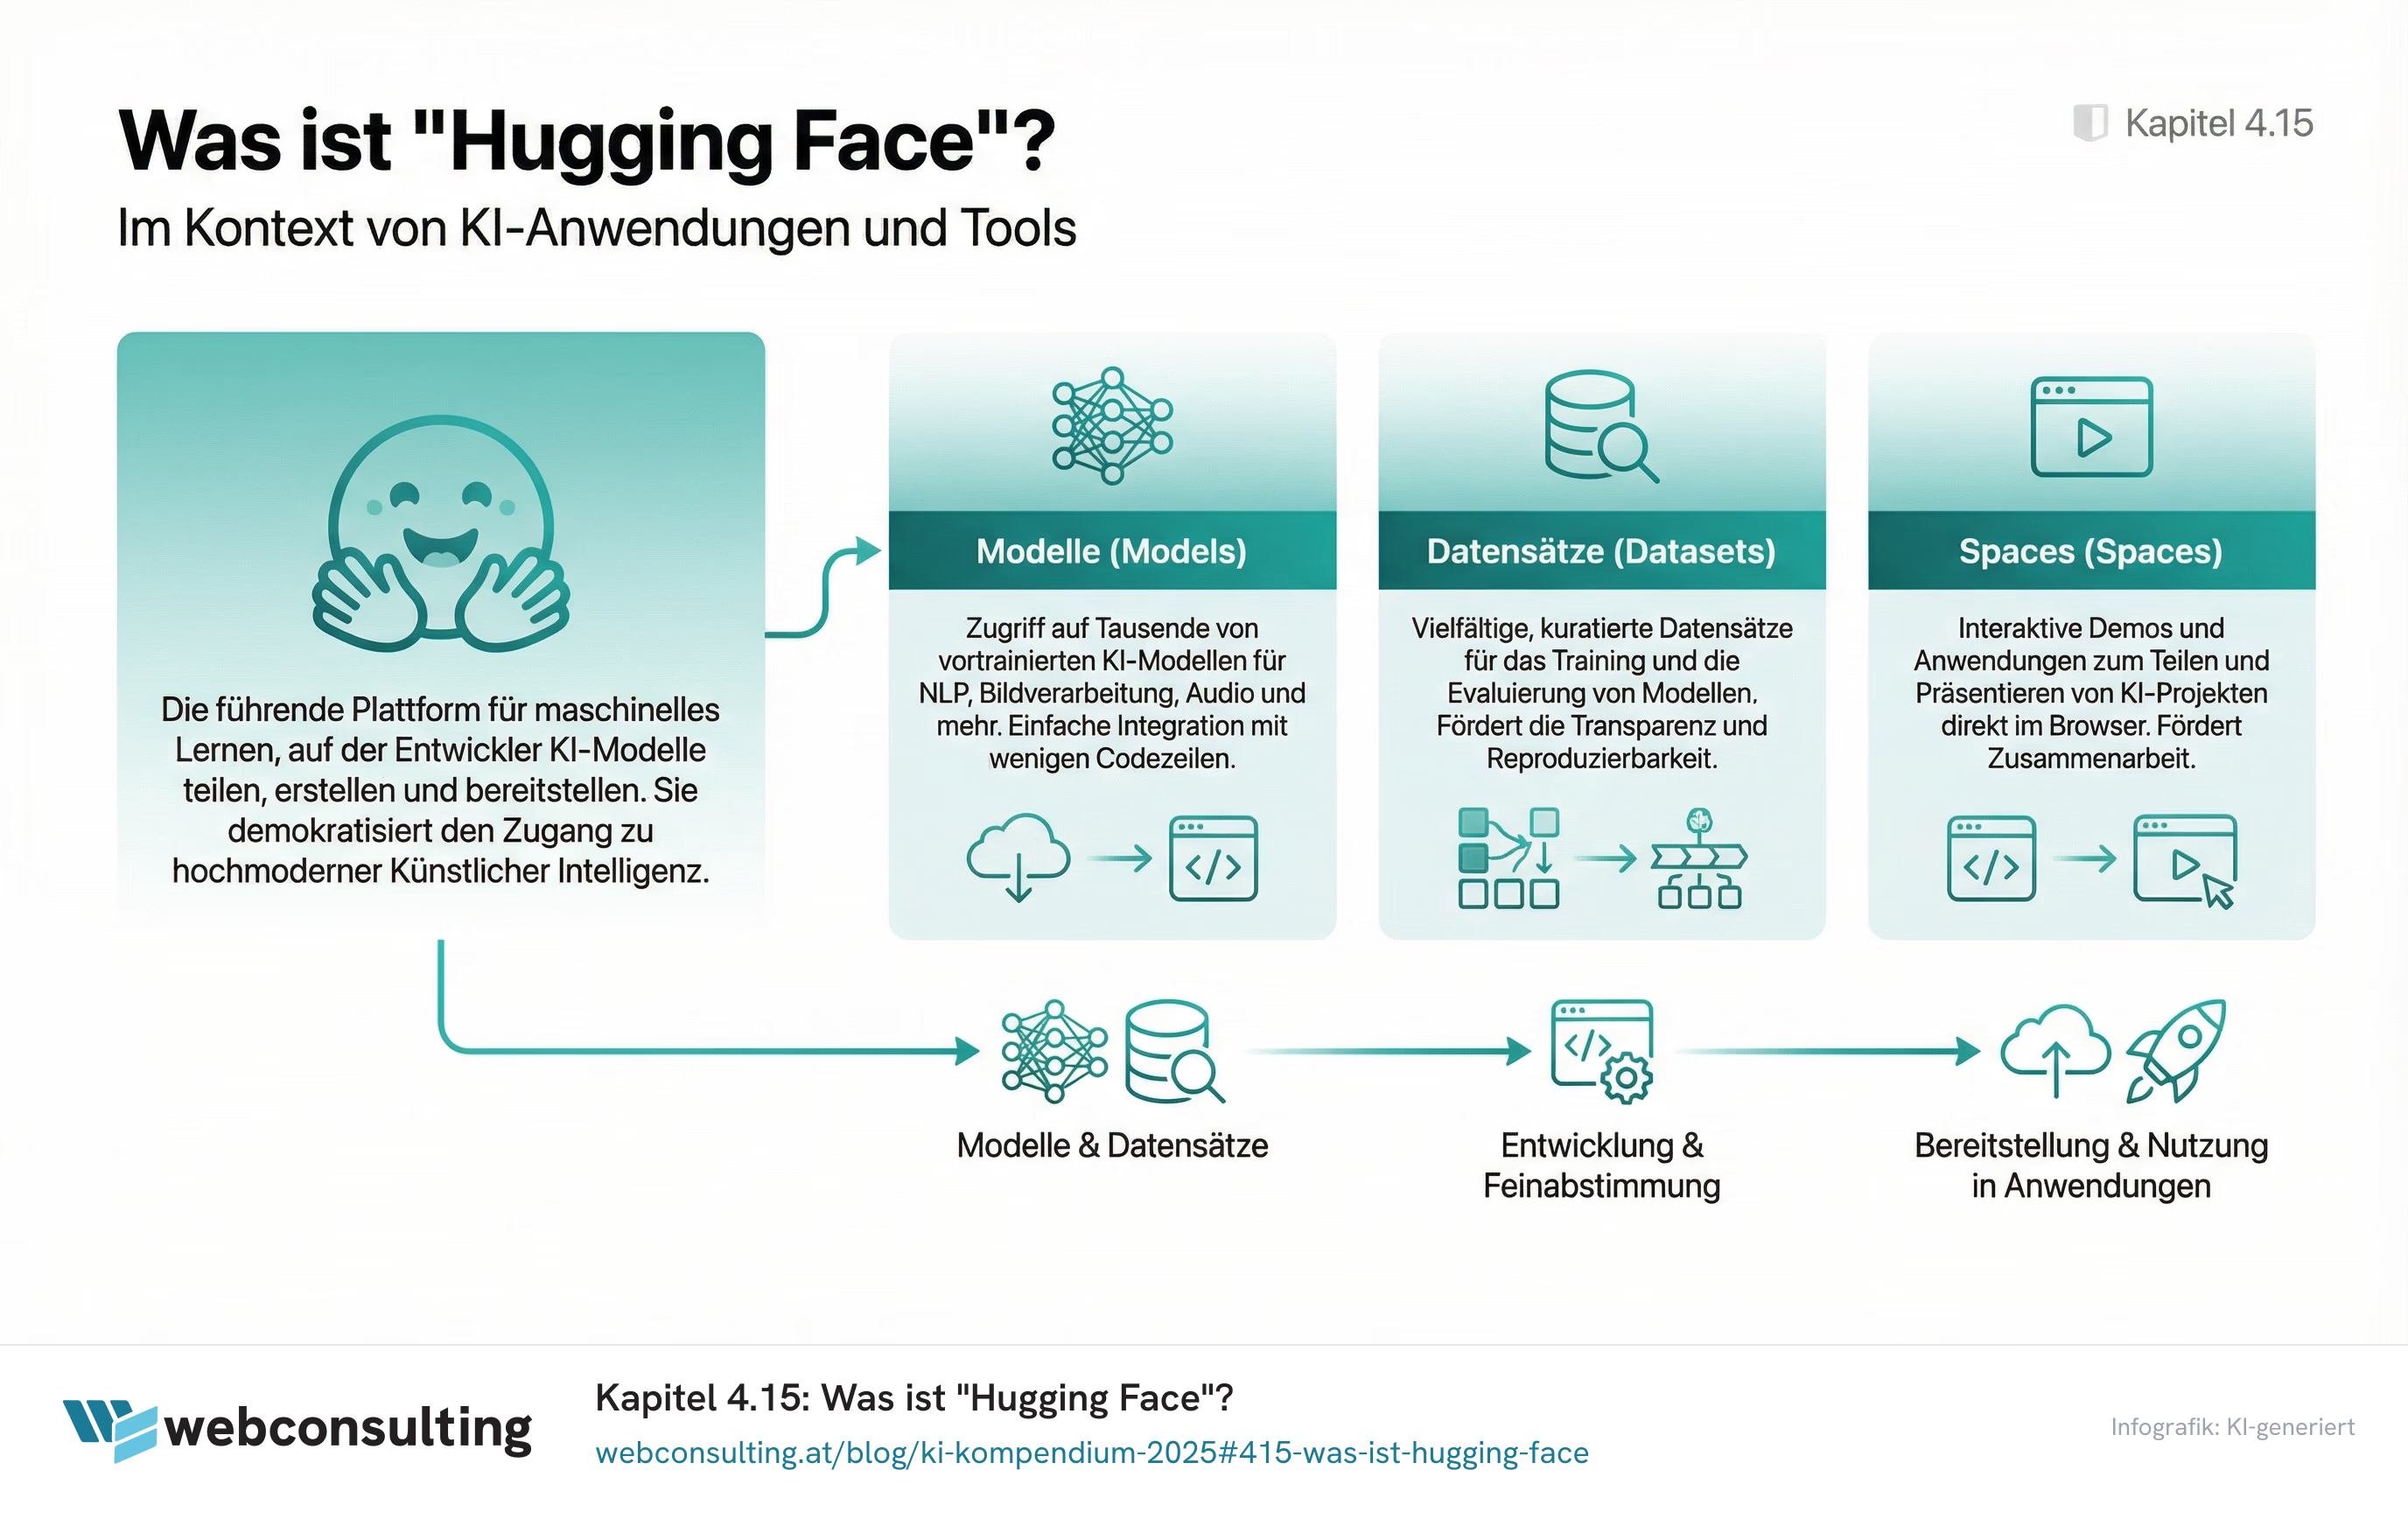 Was ist "Hugging Face"?
Im Kontext von KI-Anwendungen und Tools
Kapitel 4.15
Die führende Plattform für maschinelles
Lernen, auf der Entwickler KI-Modelle
teilen, erstellen und bereitstellen. Sie
demokratisiert den Zugang zu
hochmoderner Künstlicher Intelligenz.
Modelle (Models)
Zugriff auf Tausende von
vortrainierten KI-Modellen für
NLP, Bildverarbeitung, Audio und
mehr. Einfache Integration mit
wenigen Codezeilen.
</>
Datensätze (Datasets)
Vielfältige, kuratierte Datensätze
für das Training und die
Evaluierung von Modellen.
Fördert die Transparenz und
Reproduzierbarkeit.
Spaces (Spaces)
Interaktive Demos und
Anwendungen zum Teilen und
Präsentieren von KI-Projekten
direkt im Browser. Fördert
Zusammenarbeit.
</>
Modelle & Datensätze
</>
Entwicklung &
Feinabstimmung
Bereitstellung & Nutzung
in Anwendungen
webconsulting
Kapitel 4.15: Was ist "Hugging Face"?
webconsulting.at/blog/ki-kompendium-2025#415-was-ist-hugging-face
Infografik: KI-generiert